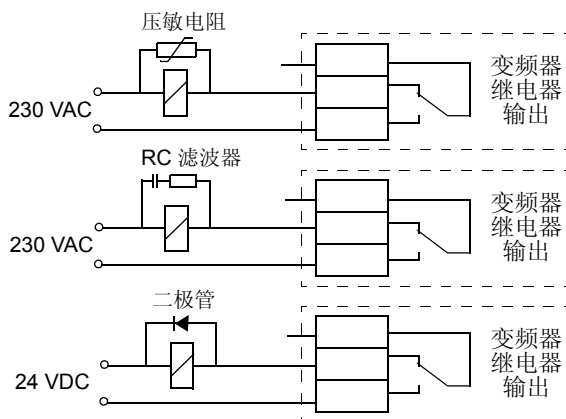 压敏电阻
230 VAC
变频器
继电器
输出
RC 滤波器
230 VAC
变频器
继电器
输出
二极管
24 VDC
变频器
继电器
输出